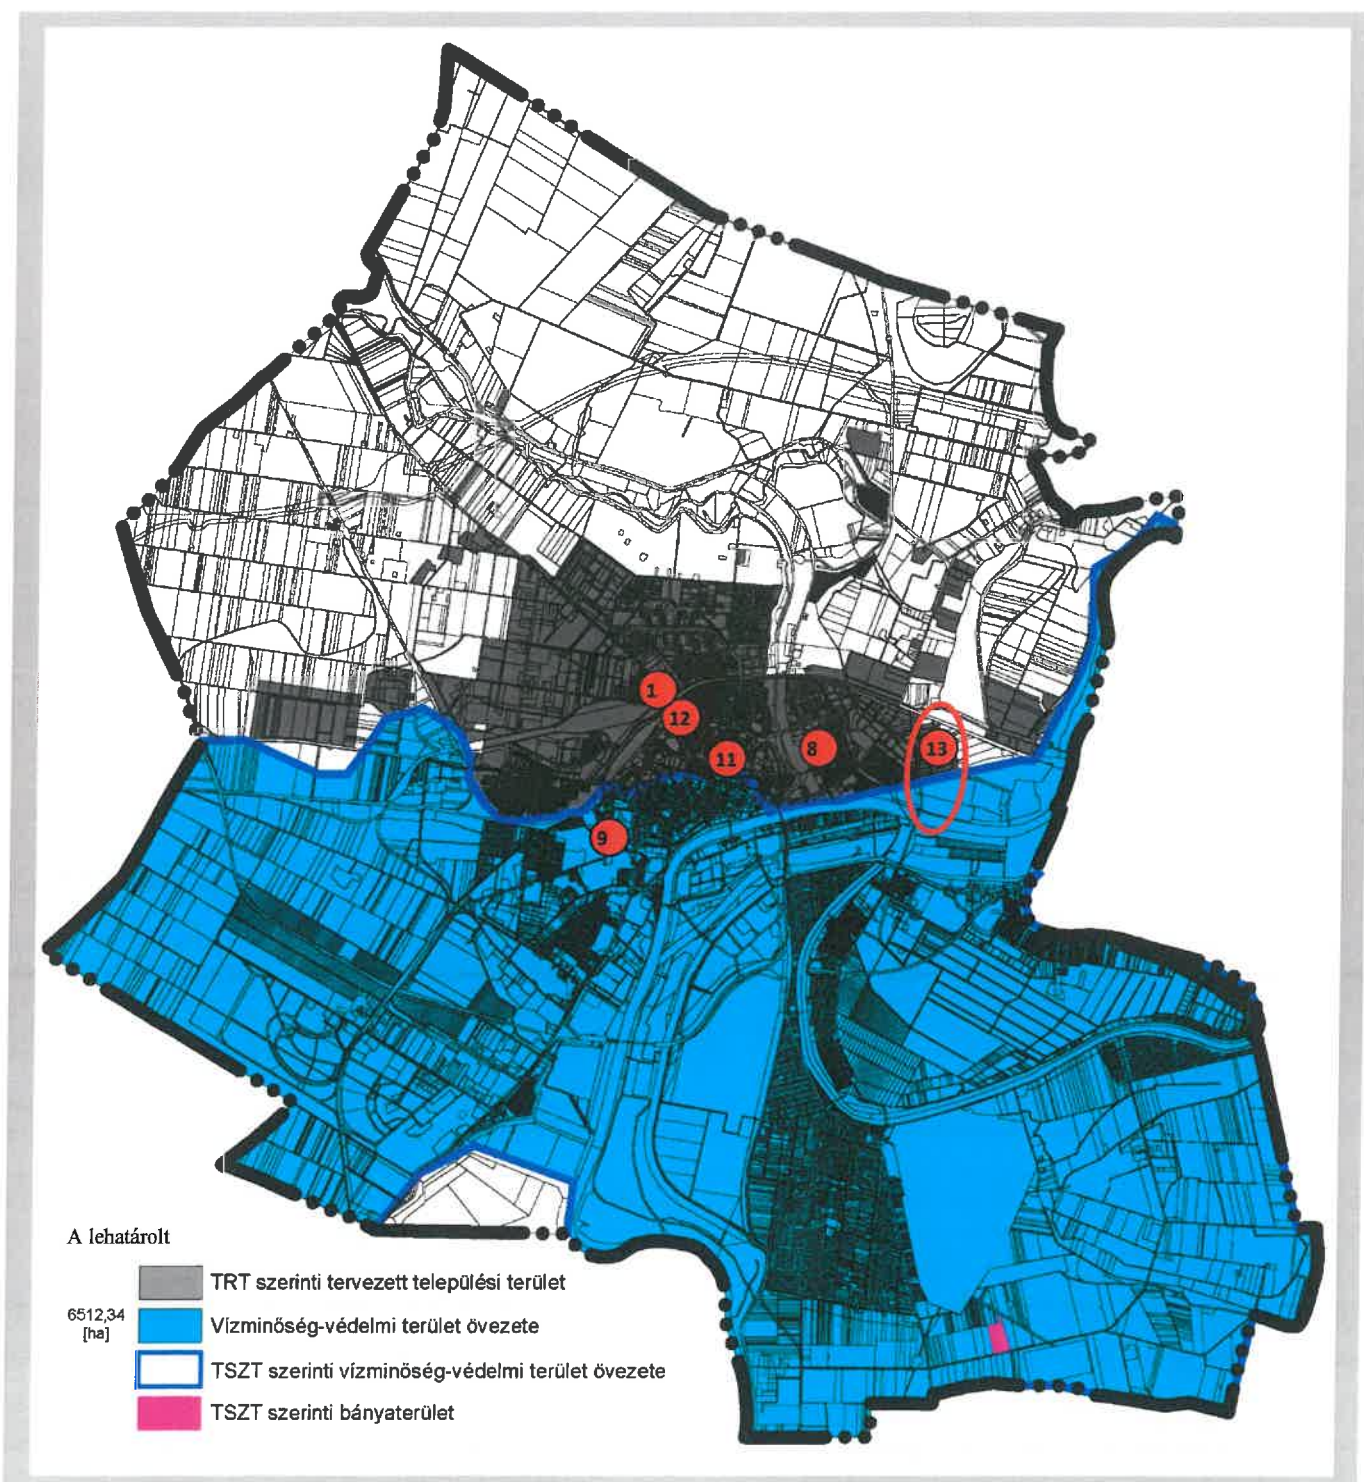 1
12
11
8
13
9
A lehatárolt
TRT szerinti tervezett települési terület
6512,34
[ha]
Vízminőség-védelmi terület övezete
TSZT szerinti vízminőség-védelmi terület övezete
TSZT szerinti bányaterület